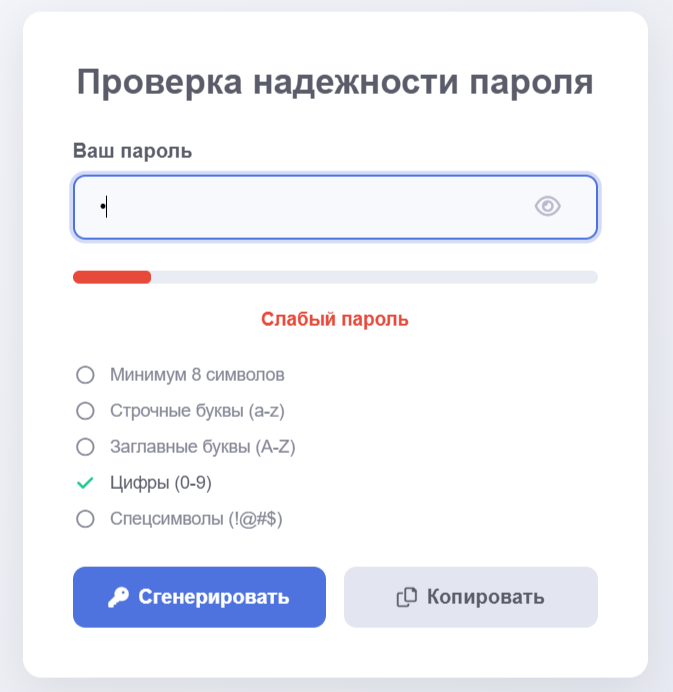 Проверка надежности пароля
Ваш пароль
•
Слабый пароль
Минимум 8 символов
Строчные буквы (a-z)
Заглавные буквы (A-Z)
Цифры (0-9)
Спецсимволы (!@#$)
Сгенерировать
Копировать